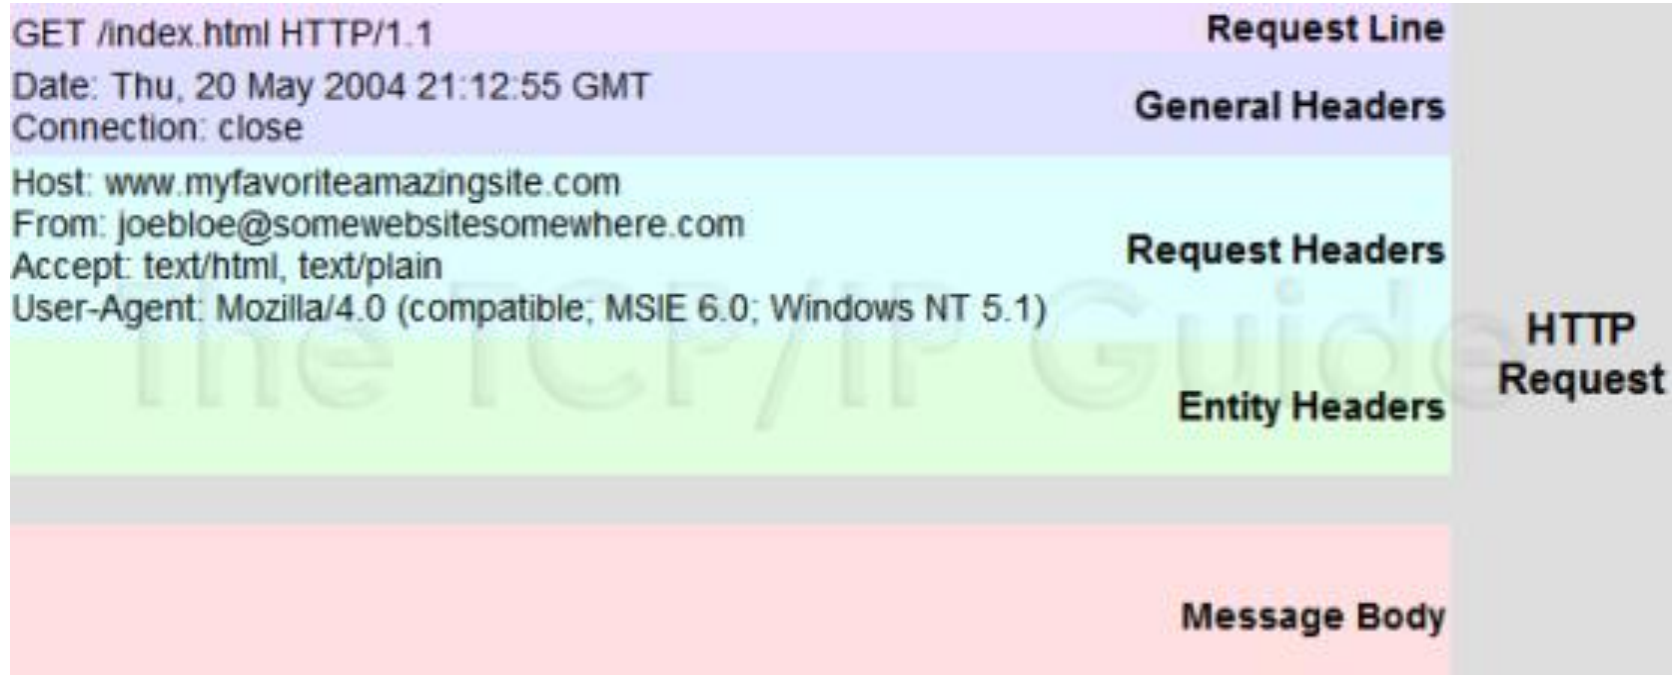 GET /index.html HTTP/1.1
Request Line
Date: Thu, 20 May 2004 21:12:55 GMT
Connection: close
General Headers
Host: www.myfavoriteamazingsite.com
From: joebloe@somewebsitesomewhere.com
Accept: text/html, text/plain
User-Agent: Mozilla/4.0 (compatible; MSIE 6.0; Windows NT 5.1)
Request Headers
The TCP/IP Guide
Entity Headers
Message Body
HTTP
Request